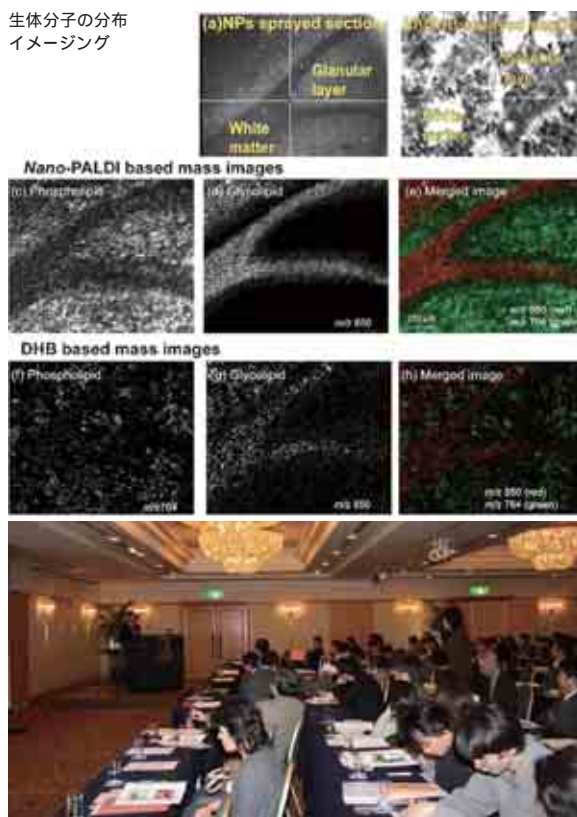 生体分子の分布
イメージング
(a)NPs sprayed section
Glanular
layer
White
matter
Nano-PALDI based mass images
(c) Phospholipid
(d) Glycolipid
(e) Merged image
m/z 850
DHB based mass images
(f) Phospholipid
(g) Glycolipid
(h) Merged image
m/z 850
m/z 850 (red)
m/z 764 (green)